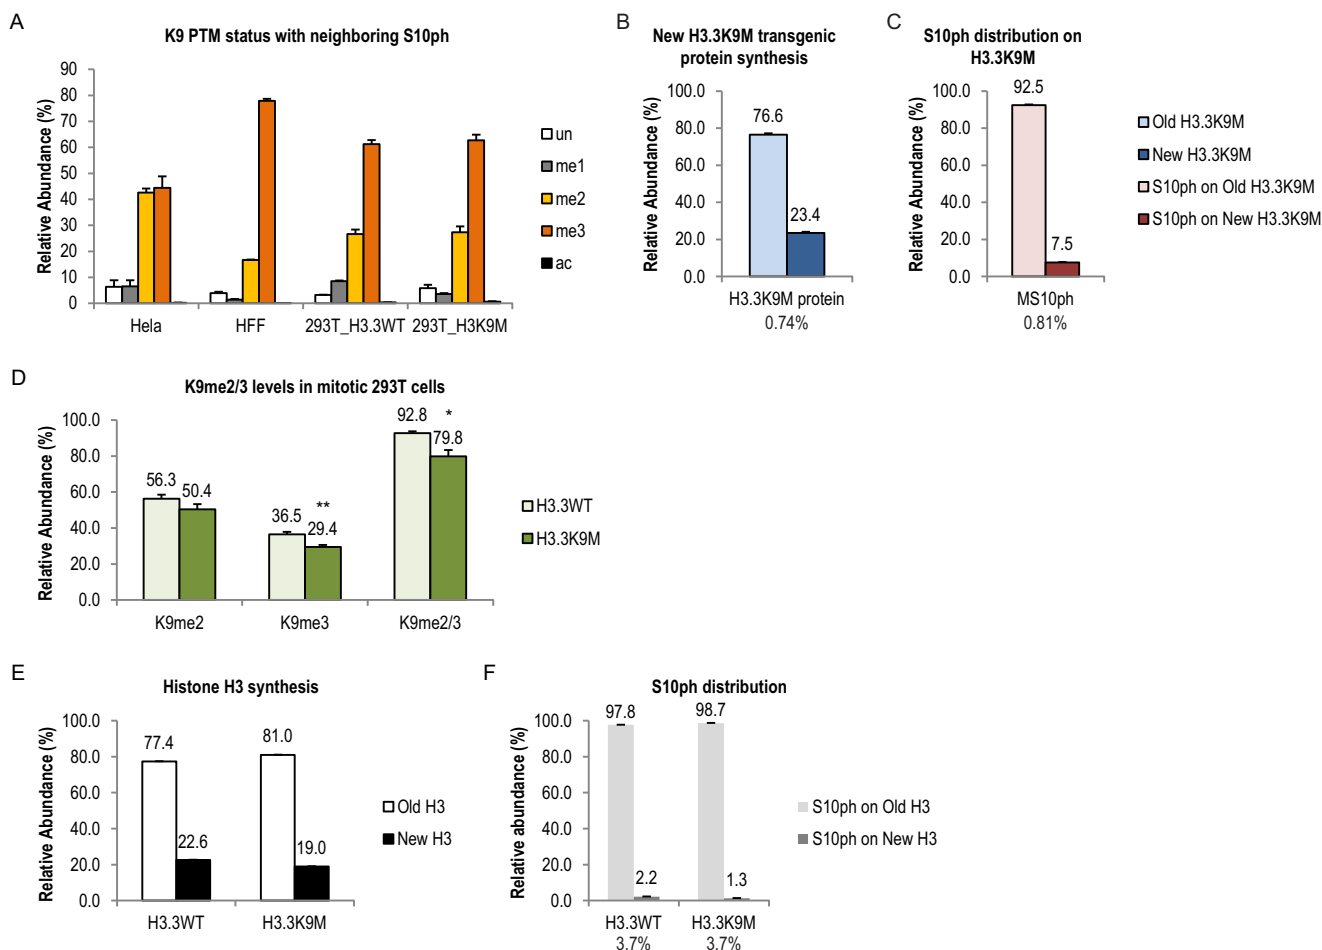 A
K9 PTM status with neighboring S10ph
Relative Abundance (%)
90
80
70
60
50
40
30
20
10
0
Hela
HFF
293T_H3.3WT
293T_H3K9M
un
me1
me2
me3
ac
B
New H3.3K9M transgenic
protein synthesis
Relative Abundance (%)
100.0
80.0
60.0
40.0
20.0
0.0
76.6
23.4
H3.3K9M protein
0.74%
C
S10ph distribution on
H3.3K9M
Relative Abundance (%)
100.0
80.0
60.0
40.0
20.0
0.0
92.5
7.5
MS10ph
0.81%
Old H3.3K9M
New H3.3K9M
S10ph on Old H3.3K9M
S10ph on New H3.3K9M
D
K9me2/3 levels in mitotic 293T cells
Relative Abundance (%)
100.0
80.0
60.0
40.0
20.0
0.0
56.3
50.4
36.5
**
29.4
92.8
*
79.8
K9me2
K9me3
K9me2/3
H3.3WT
H3.3K9M
E
Histone H3 synthesis
Relative Abundance (%)
100.0
80.0
60.0
40.0
20.0
0.0
77.4
22.6
81.0
19.0
H3.3WT
H3.3K9M
Old H3
New H3
F
S10ph distribution
Relative abundance (%)
100.0
80.0
60.0
40.0
20.0
0.0
97.8
2.2
98.7
1.3
H3.3WT
3.7%
H3.3K9M
3.7%
S10ph on Old H3
S10ph on New H3